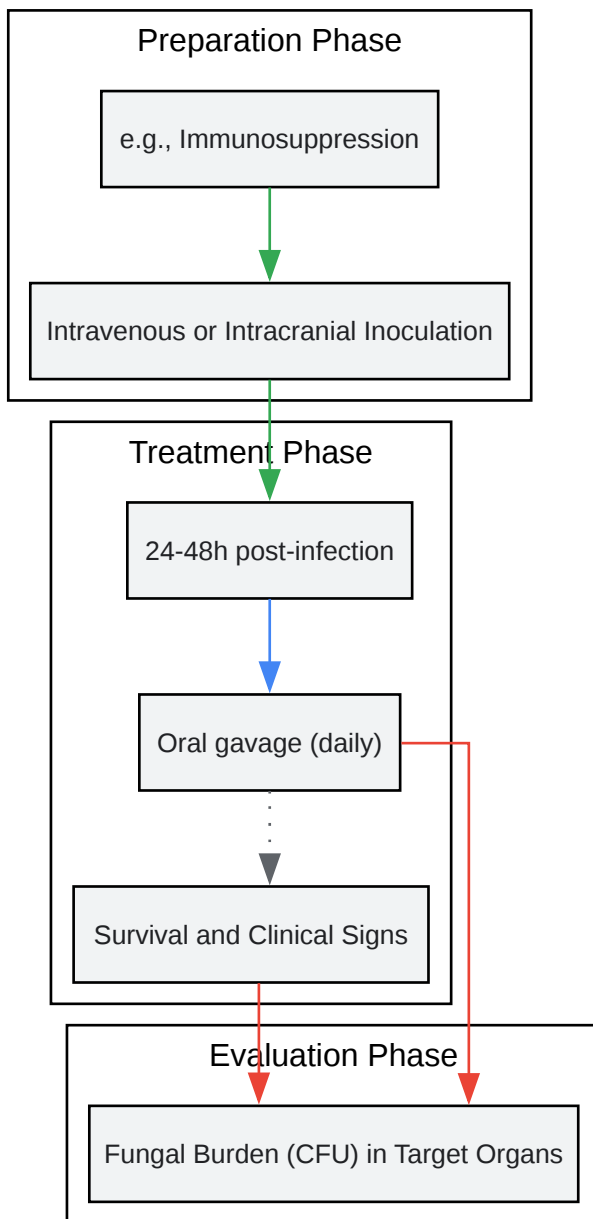 Preparation Phase
e.g., Immunosuppression
Intravenous or Intracranial Inoculation
Treatment Phase
24-48h post-infection
Oral gavage (daily)
Survival and Clinical Signs
Evaluation Phase
Fungal Burden (CFU) in Target Organs